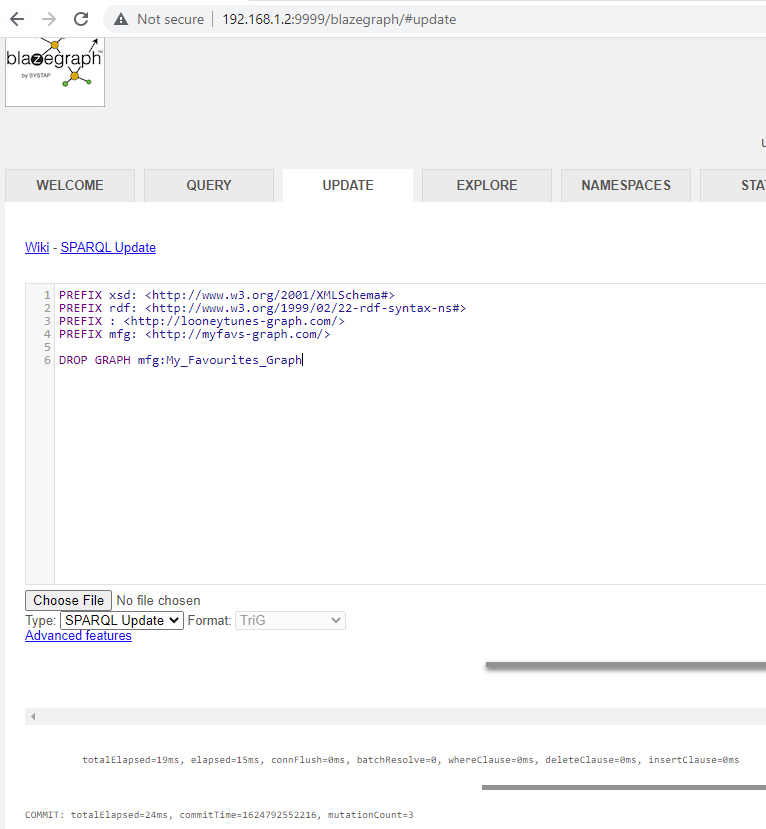 Not secure | 192.168.1.2:9999/blazegraph/#update
blazegraph™
by SYSTAP
WELCOME QUERY UPDATE EXPLORE NAMESPACES STA
Wiki - SPARQL Update
1 PREFIX xsd: <http://www.w3.org/2001/XMLSchema#>
2 PREFIX rdf: <http://www.w3.org/1999/02/22-rdf-syntax-ns#>
3 PREFIX : <http://looneytunes-graph.com/>
4 PREFIX mfg: <http://myfavs-graph.com/>
5
6 DROP GRAPH mfg:My_Favourites_Graph
Choose File No file chosen
Type: SPARQL Update Format: TriG
Advanced features
totalElapsed=19ms, elapsed=15ms, connFlush=0ms, batchResolve=0, whereClause=0ms, deleteClause=0ms, insertClause=0ms
COMMIT: totalElapsed=24ms, commitTime=1624792552216, mutationCount=3